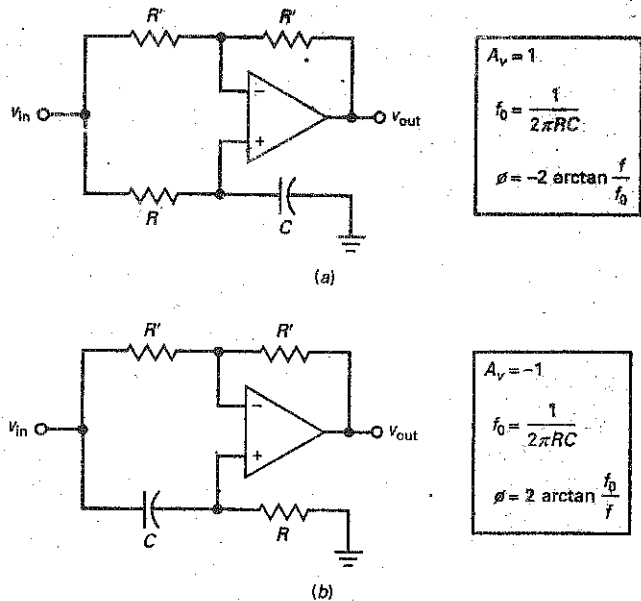 R' R'
v_in v_out
−
+
R
C
A_v = 1
f_0 = 1/2πRC
ø = −2 arctan f/f_0
(a)
R' R'
v_in v_out
−
+
C
R
A_v = −1
f_0 = 1/2πRC
ø = 2 arctan f_0/f
(b)